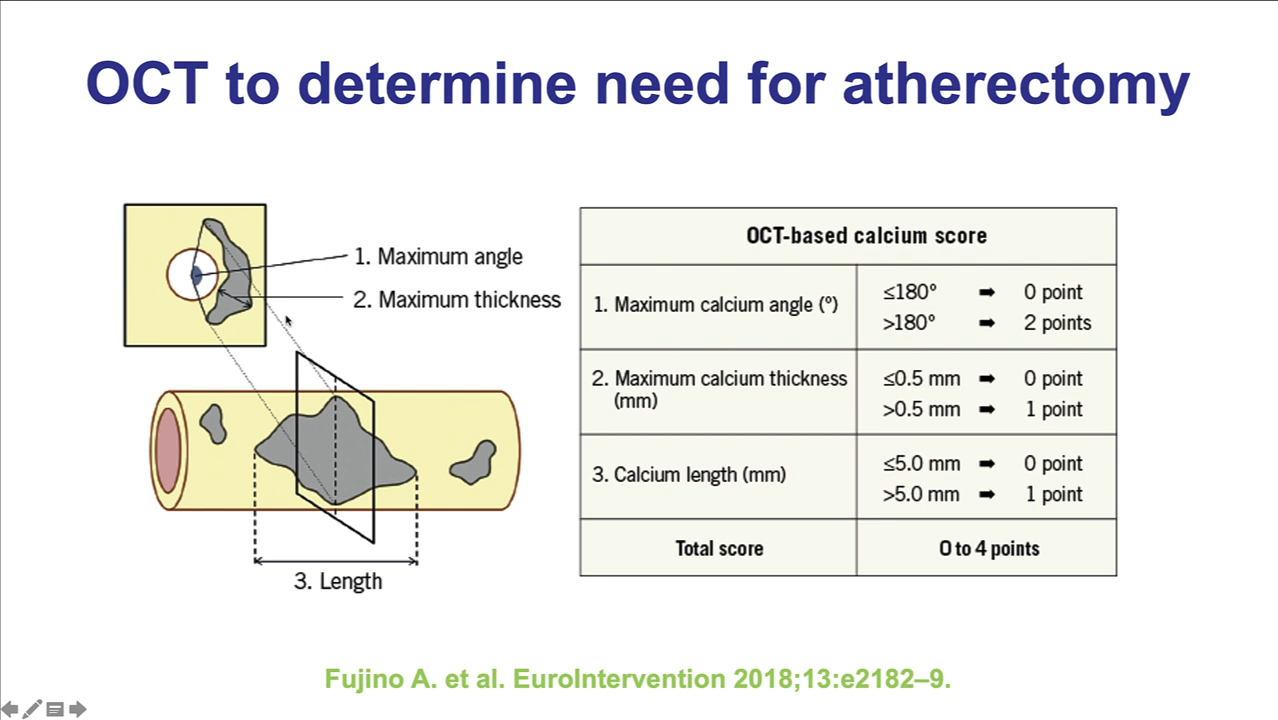 OCT to determine need for atherectomy
1. Maximum angle
2. Maximum thickness
3. Length
OCT-based calcium score
1. Maximum calcium angle (°)
≤180° ➡ 0 point
>180° ➡ 2 points
2. Maximum calcium thickness
(mm)
≤0.5 mm ➡ 0 point
>0.5 mm ➡ 1 point
3. Calcium length (mm)
≤5.0 mm ➡ 0 point
>5.0 mm ➡ 1 point
Total score
0 to 4 points
Fujino A. et al. EuroIntervention 2018;13:e2182–9.